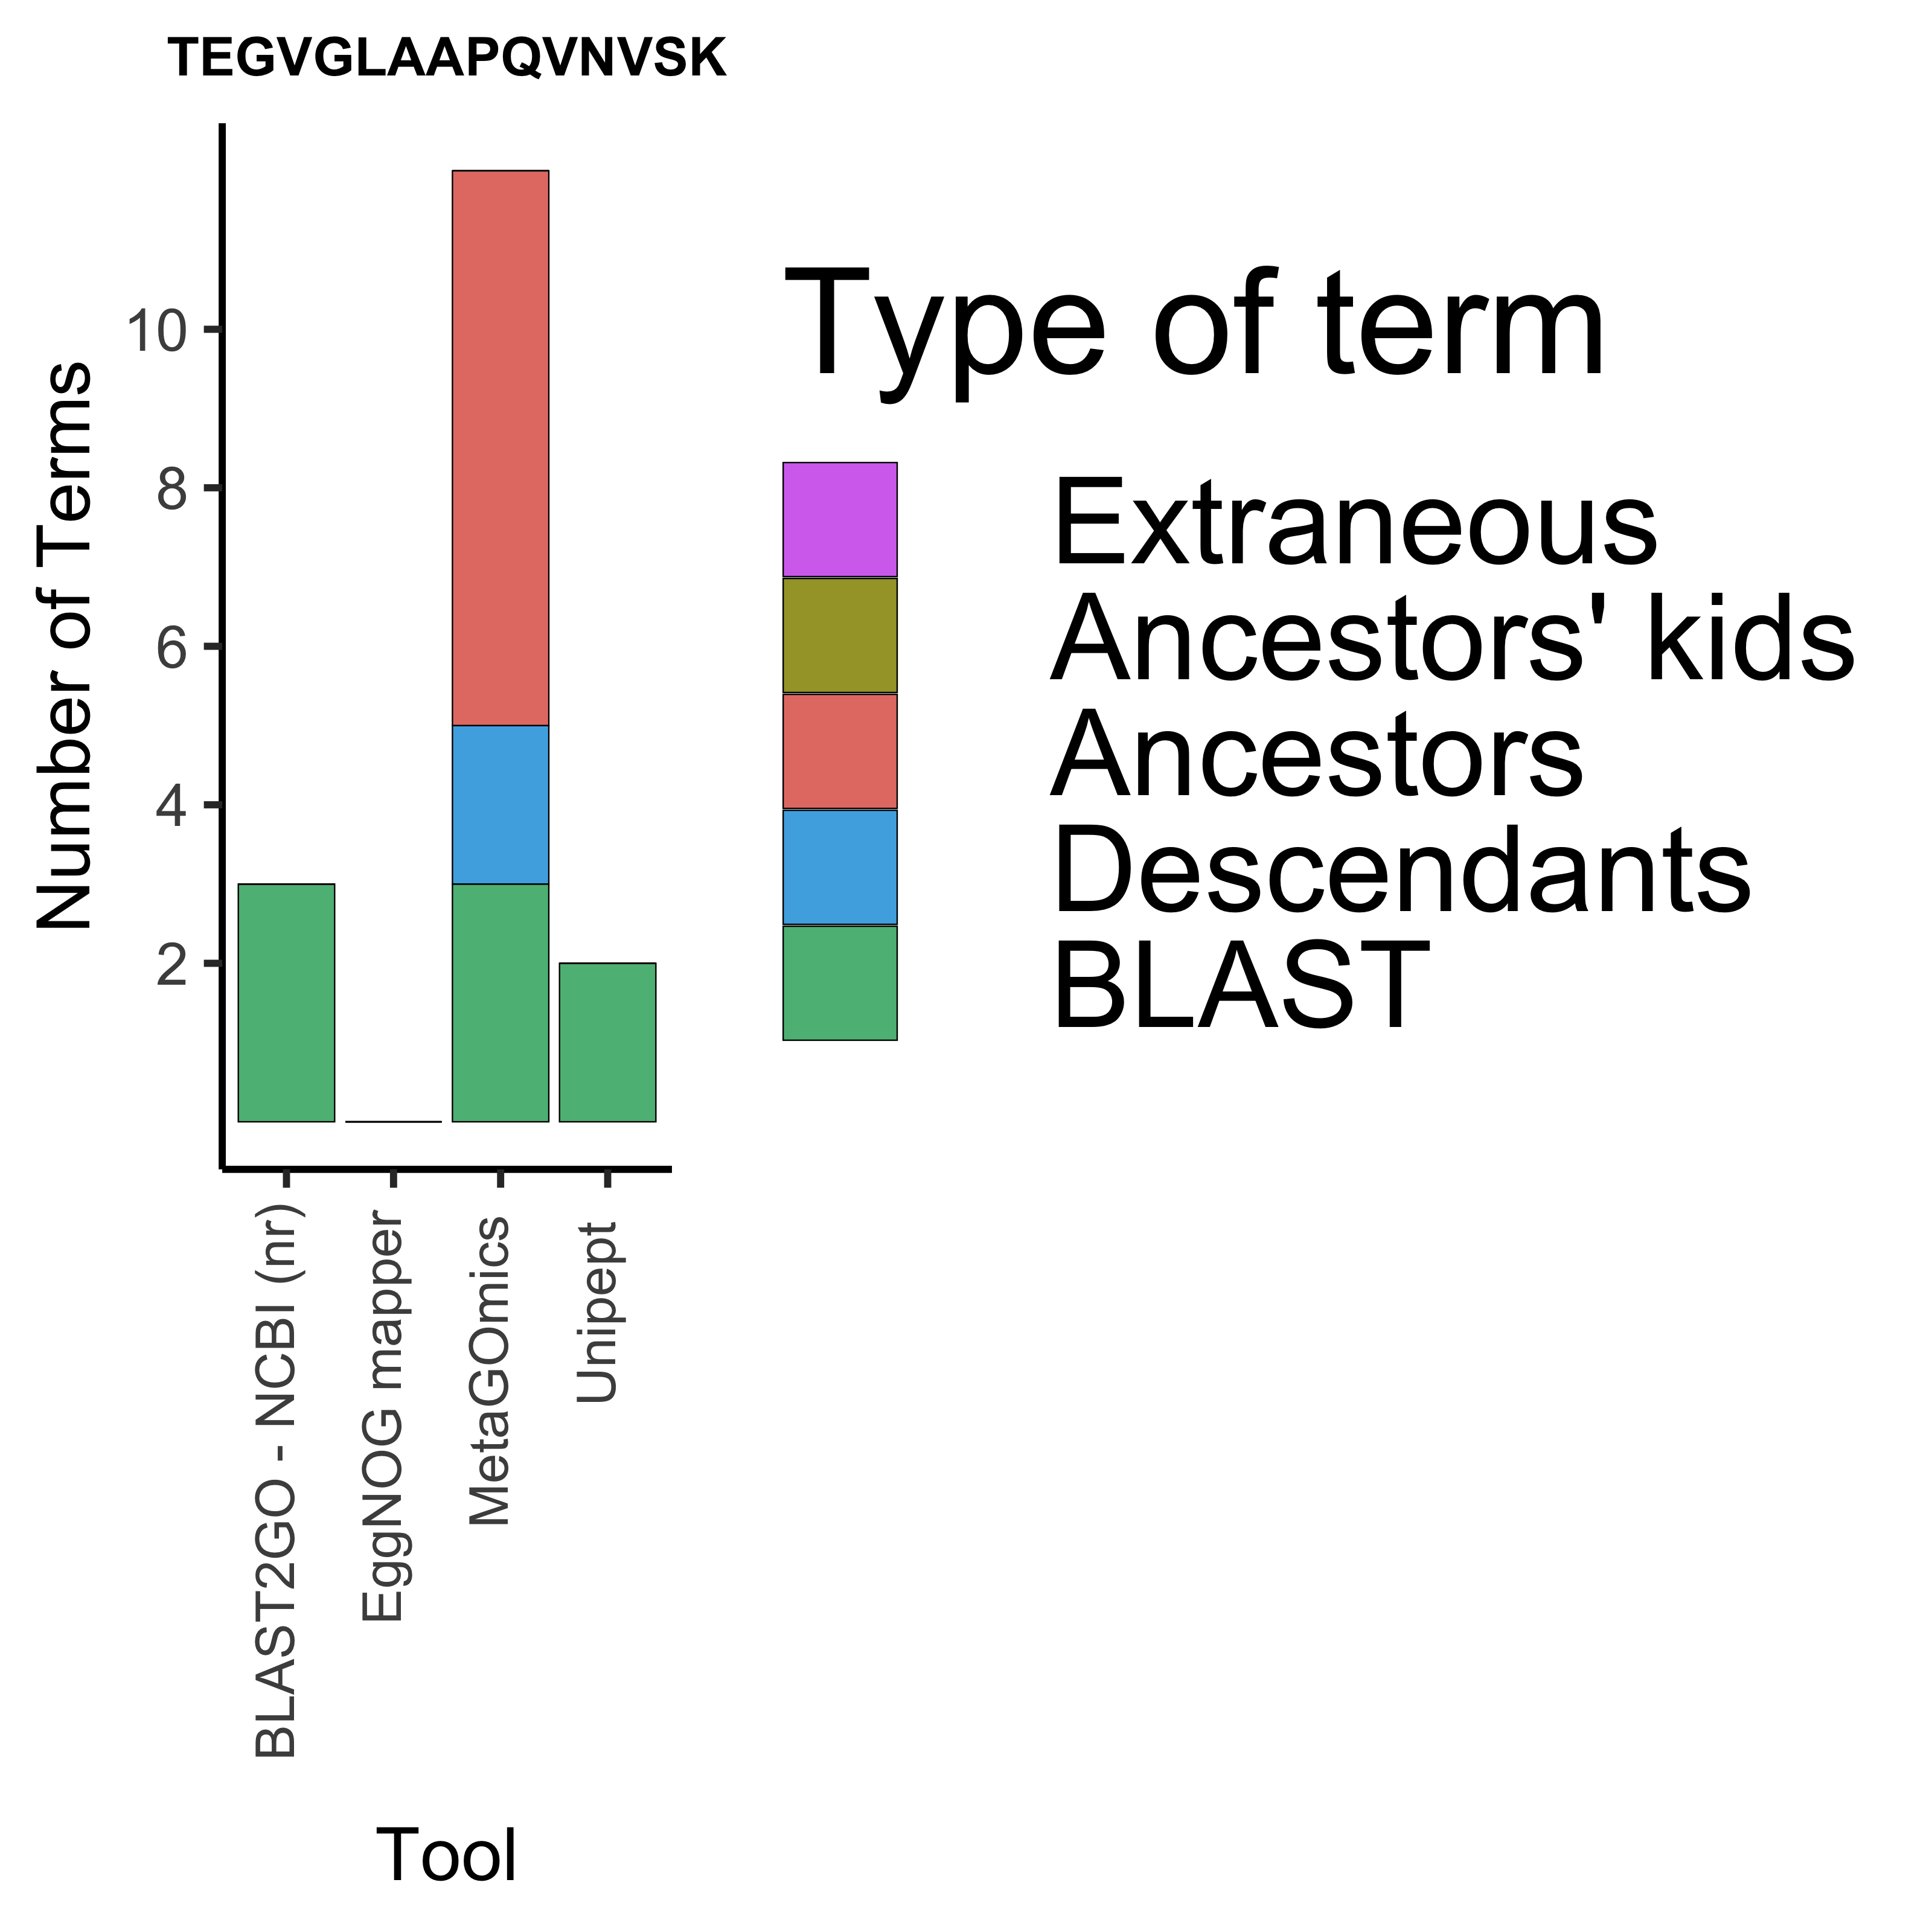 TEGVGLAAPQVNVSK
Number of Terms
10
8
6
4
2
BLAST2GO - NCBI (nr)
EggNOG mapper
MetaGOmics
Unipept
Tool
Type of term
Extraneous
Ancestors' kids
Ancestors
Descendants
BLAST